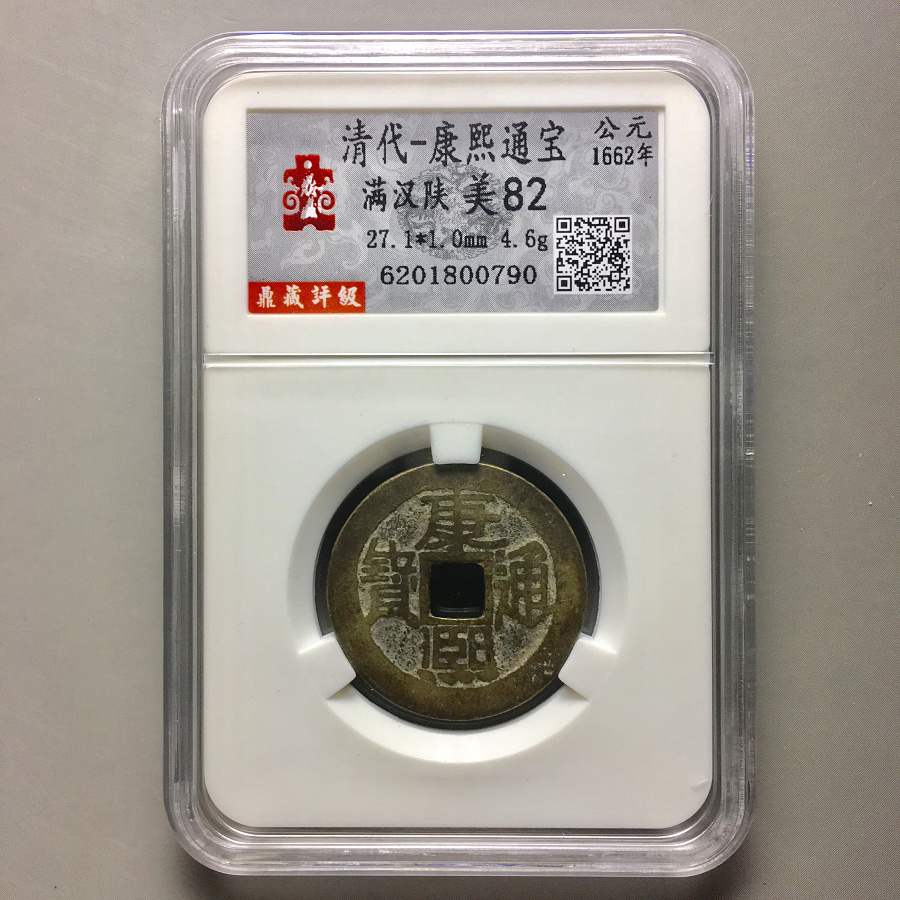 清代-康熙通宝
公元
1662年
满汉陕 美82
27.1*1.0mm 4.6g
6201800790
鼎藏評級
康熙通寶